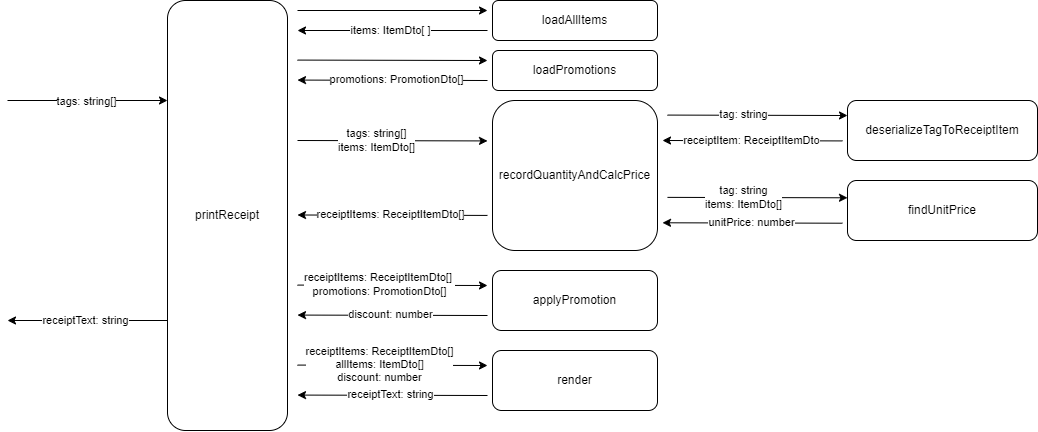 loadAllItems
items: ItemDto[ ]
loadPromotions
promotions: PromotionDto[]
tags: string[]
tag: string
deserializeTagToReceiptItem
tags: string[]
items: ItemDto[]
receiptItem: ReceiptItemDto
recordQuantityAndCalcPrice
tag: string
items: ItemDto[]
findUnitPrice
printReceipt
receiptItems: ReceiptItemDto[]
unitPrice: number
receiptItems: ReceiptItemDto[]
promotions: PromotionDto[]
applyPromotion
discount: number
receiptText: string
receiptItems: ReceiptItemDto[]
allItems: ItemDto[]
discount: number
render
receiptText: string